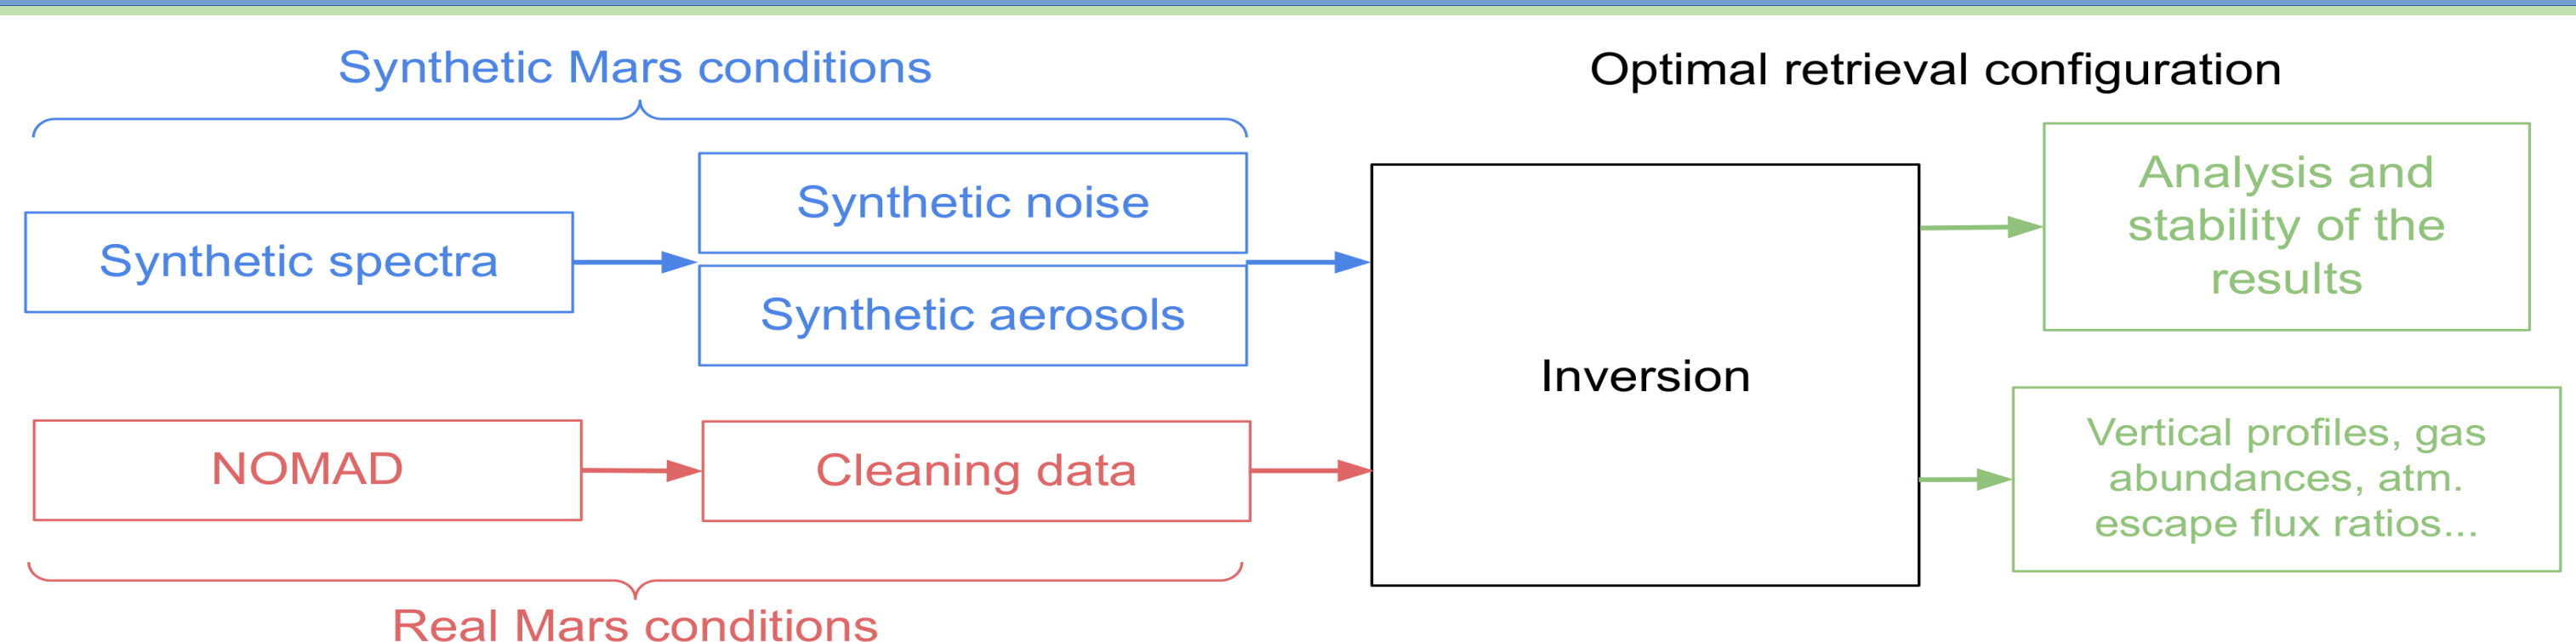 Synthetic Mars conditions
Optimal retrieval configuration
Synthetic spectra
Synthetic noise
Synthetic aerosols
NOMAD
Cleaning data
Real Mars conditions
Inversion
Analysis and
stability of the
results
Vertical profiles, gas
abundances, atm.
escape flux ratios...